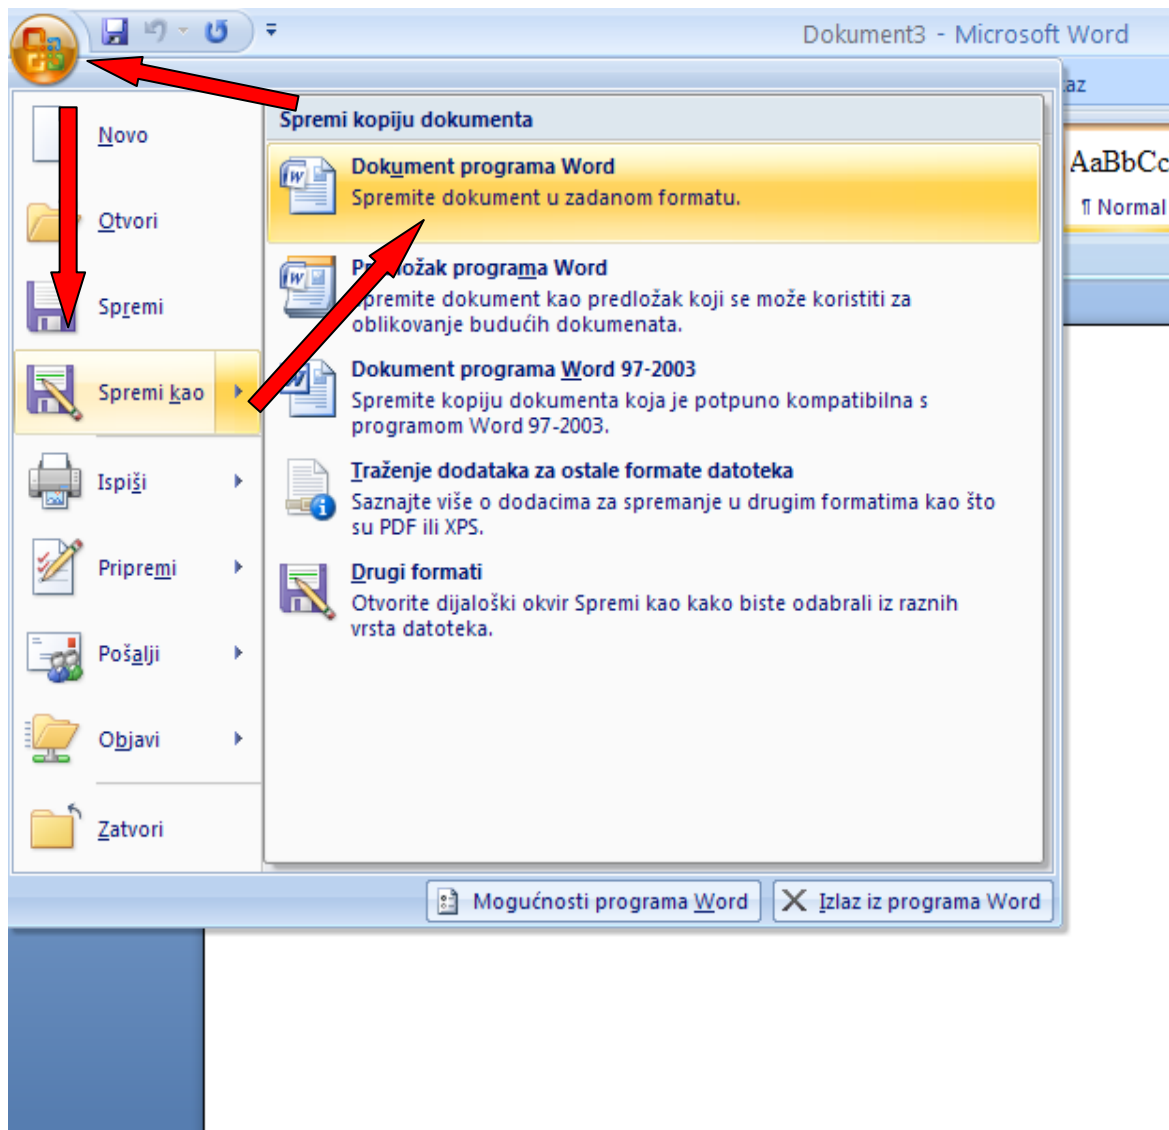 Dokument3 - Microsoft Word
az
Novo
Otvori
Spremi
Spremi kao
Ispiši
Pripremi
Pošalji
Objavi
Zatvori
Spremi kopiju dokumenta
Dokument programa Word
Spremite dokument u zadanom formatu.
programa Word
Spremite dokument kao predložak koji se može koristiti za
oblikovanje budućih dokumenata.
Dokument programa Word 97-2003
Spremite kopiju dokumenta koja je potpuno kompatibilna s
programom Word 97-2003.
Traženje dodataka za ostale formate datoteka
Saznajte više o dodacima za spremanje u drugim formatima kao što
su PDF ili XPS.
Drugi formati
Otvorite dijaloški okvir Spremi kao kako biste odabrali iz raznih
vrsta datoteka.
Mogućnosti programa Word
Izlaz iz programa Word
AaBbCc
¶ Normal